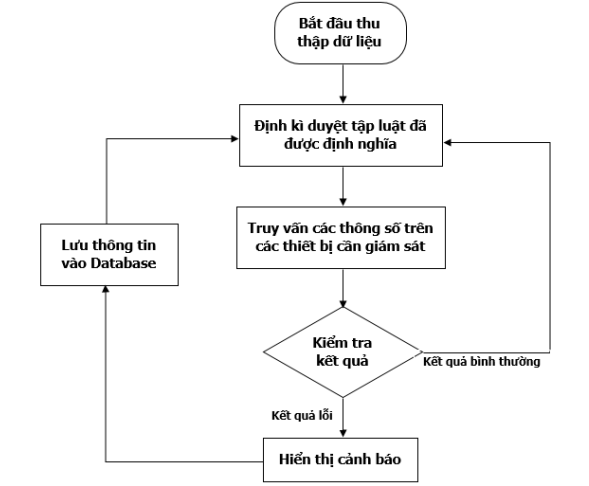 Bắt đầu thu
thập dữ liệu
Định kì duyệt tập luật đã
được định nghĩa
Truy vấn các thông số trên
các thiết bị cần giám sát
Lưu thông tin
vào Database
Kiểm tra
kết quả
Kết quả bình thường
Kết quả lỗi
Hiển thị cảnh báo